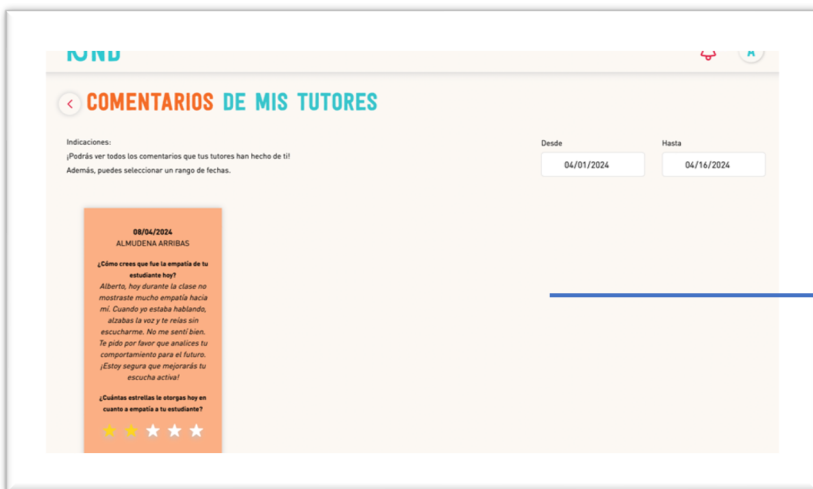 COMENTARIOS DE MIS TUTORES
Indicaciones:
¡Podrás ver todos los comentarios que tus tutores han hecho de ti!
Además, puedes seleccionar un rango de fechas.
Desde
Hasta
04/01/2024
04/16/2024
08/04/2024
ALMUDENA ARRIBAS
¿Cómo crees que fue la empatía de tu
estudiante hoy?
Alberto, hoy durante la clase no
mostraste mucho empatía hacia
mí. Cuando yo estaba hablando,
alzabas la voz y te reías sin
escucharme. No me sentí bien.
Te pido por favor que analices tu
comportamiento para el futuro.
¡Estoy segura que mejorarás tu
escucha activa!
¿Cuántas estrellas le otorgas hoy en
cuanto a empatía a tu estudiante?